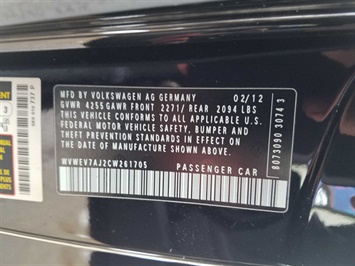 MFD BY VOLKSWAGEN AG GERMANY 02/12
GVWR 4255 GAWR FRONT 2271/ REAR 2094 LBS
THIS VEHICLE CONFORMS TO ALL APPLICABLE U.S.
FEDERAL MOTOR VEHICLE SAFETY, BUMPER AND
THEFT PREVENTION STANDARDS IN EFFECT ON
THE DATE OF MANUFACTURE SHOWN ABOVE.
WVWEV7AJ2CW261705 PASSENGER CAR
8073090 30743
737 P
3